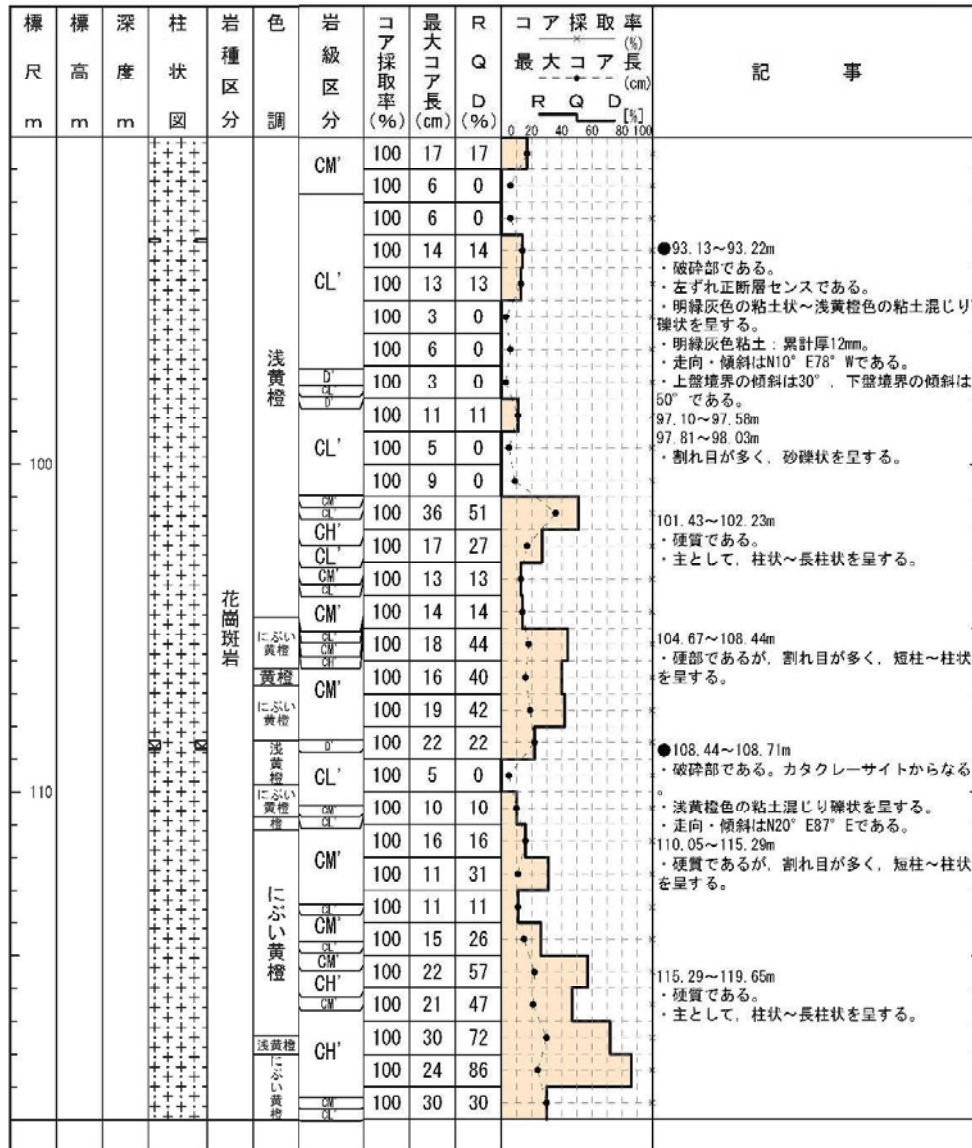 標尺 m
標高 m
深度 m
柱状図
岩種区分
色調
岩級区分
コア採取率 (%)
最大コア長 (cm)
RQD (%)
コア採取率 (%)
最大コア長 (cm)
RQD [%]
0 20 40 60 80 100
記事
CM' 100 17 17
100 6 0
100 6 0
100 14 14
CL' 100 13 13
100 3 0
100 6 0
D' 100 3 0
CL'
D'
100 11 11
CL' 100 5 0
100
100 9 0
CM' 100 36 51
CL'
CH' 100 17 27
CL'
CM' 100 13 13
CL'
CM' 100 14 14
CL' 100 18 44
CM'
CH'
CM' 100 16 40
100 19 42
D' 100 22 22
CL' 100 5 0
110
CM' 100 10 10
CL'
CM' 100 16 16
100 11 31
CL' 100 11 11
CM'
CL' 100 15 26
CM' 100 22 57
CH'
CM' 100 21 47
100 30 72
CH' 100 24 86
CM' 100 30 30
CL'
花崗斑岩
浅黄橙
にぶい黄橙
黄橙
にぶい黄橙
浅黄橙
にぶい黄橙
橙
にぶい黄橙
浅黄橙
にぶい黄橙
●93.13~93.22m
・破砕部である。
・左ずれ正断層センスである。
・明緑灰色の粘土状~浅黄橙色の粘土混じり
礫状を呈する。
・明緑灰色粘土:累計厚12mm。
・走向・傾斜はN10°E78°Wである。
・上盤境界の傾斜は30°,下盤境界の傾斜は
50°である。
97.10~97.58m
97.81~98.03m
・割れ目が多く,砂礫状を呈する。
101.43~102.23m
・硬質である。
・主として,柱状~長柱状を呈する。
104.67~108.44m
・硬部であるが,割れ目が多く,短柱~柱状
を呈する。
●108.44~108.71m
・破砕部である。カタクレーサイトからなる
。
・浅黄橙色の粘土混じり礫状を呈する。
・走向・傾斜はN20°E87°Eである。
110.05~115.29m
・硬質であるが,割れ目が多く,短柱~柱状
を呈する。
115.29~119.65m
・硬質である。
・主として,柱状~長柱状を呈する。